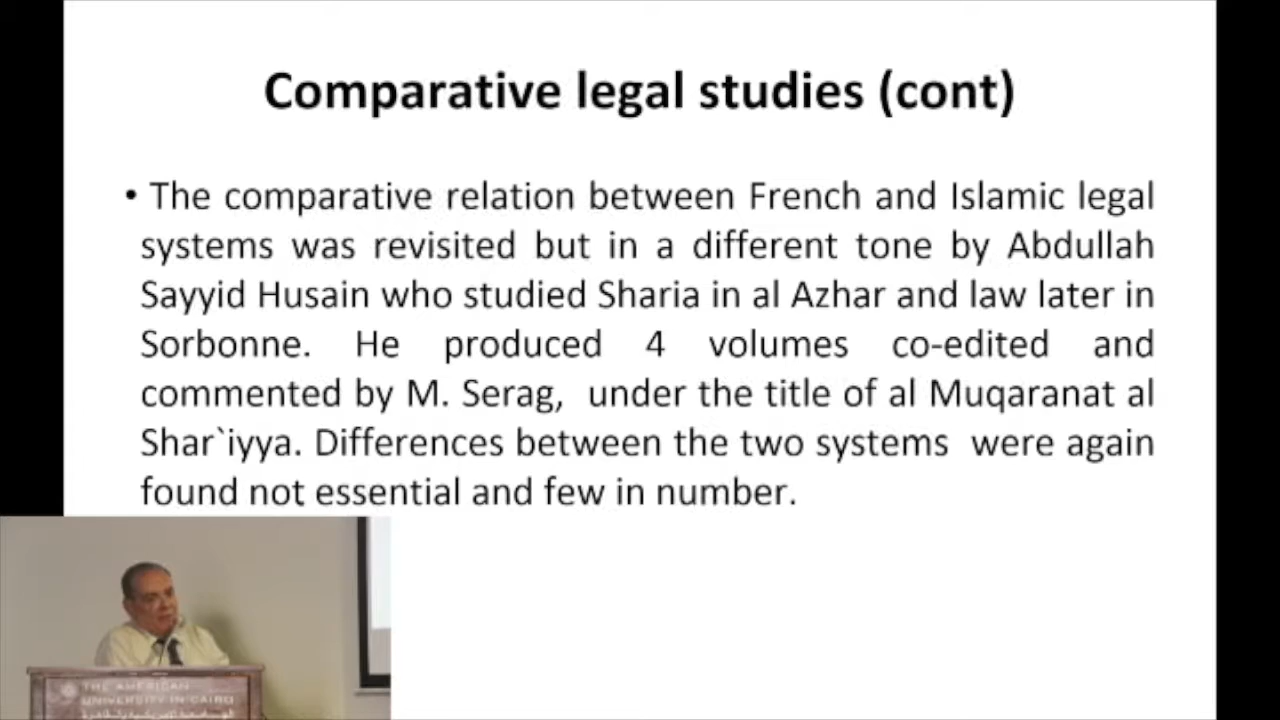 Comparative legal studies (cont)
• The comparative relation between French and Islamic legal
systems was revisited but in a different tone by Abdullah
Sayyid Husain who studied Sharia in al Azhar and law later in
Sorbonne. He produced 4 volumes co-edited and
commented by M. Serag, under the title of al Muqaranat al
Shar`iyya. Differences between the two systems were again
found not essential and few in number.
THE AMERICAN
UNIVERSITY IN CAIRO
الجامعة الأمريكية بالقاهرة